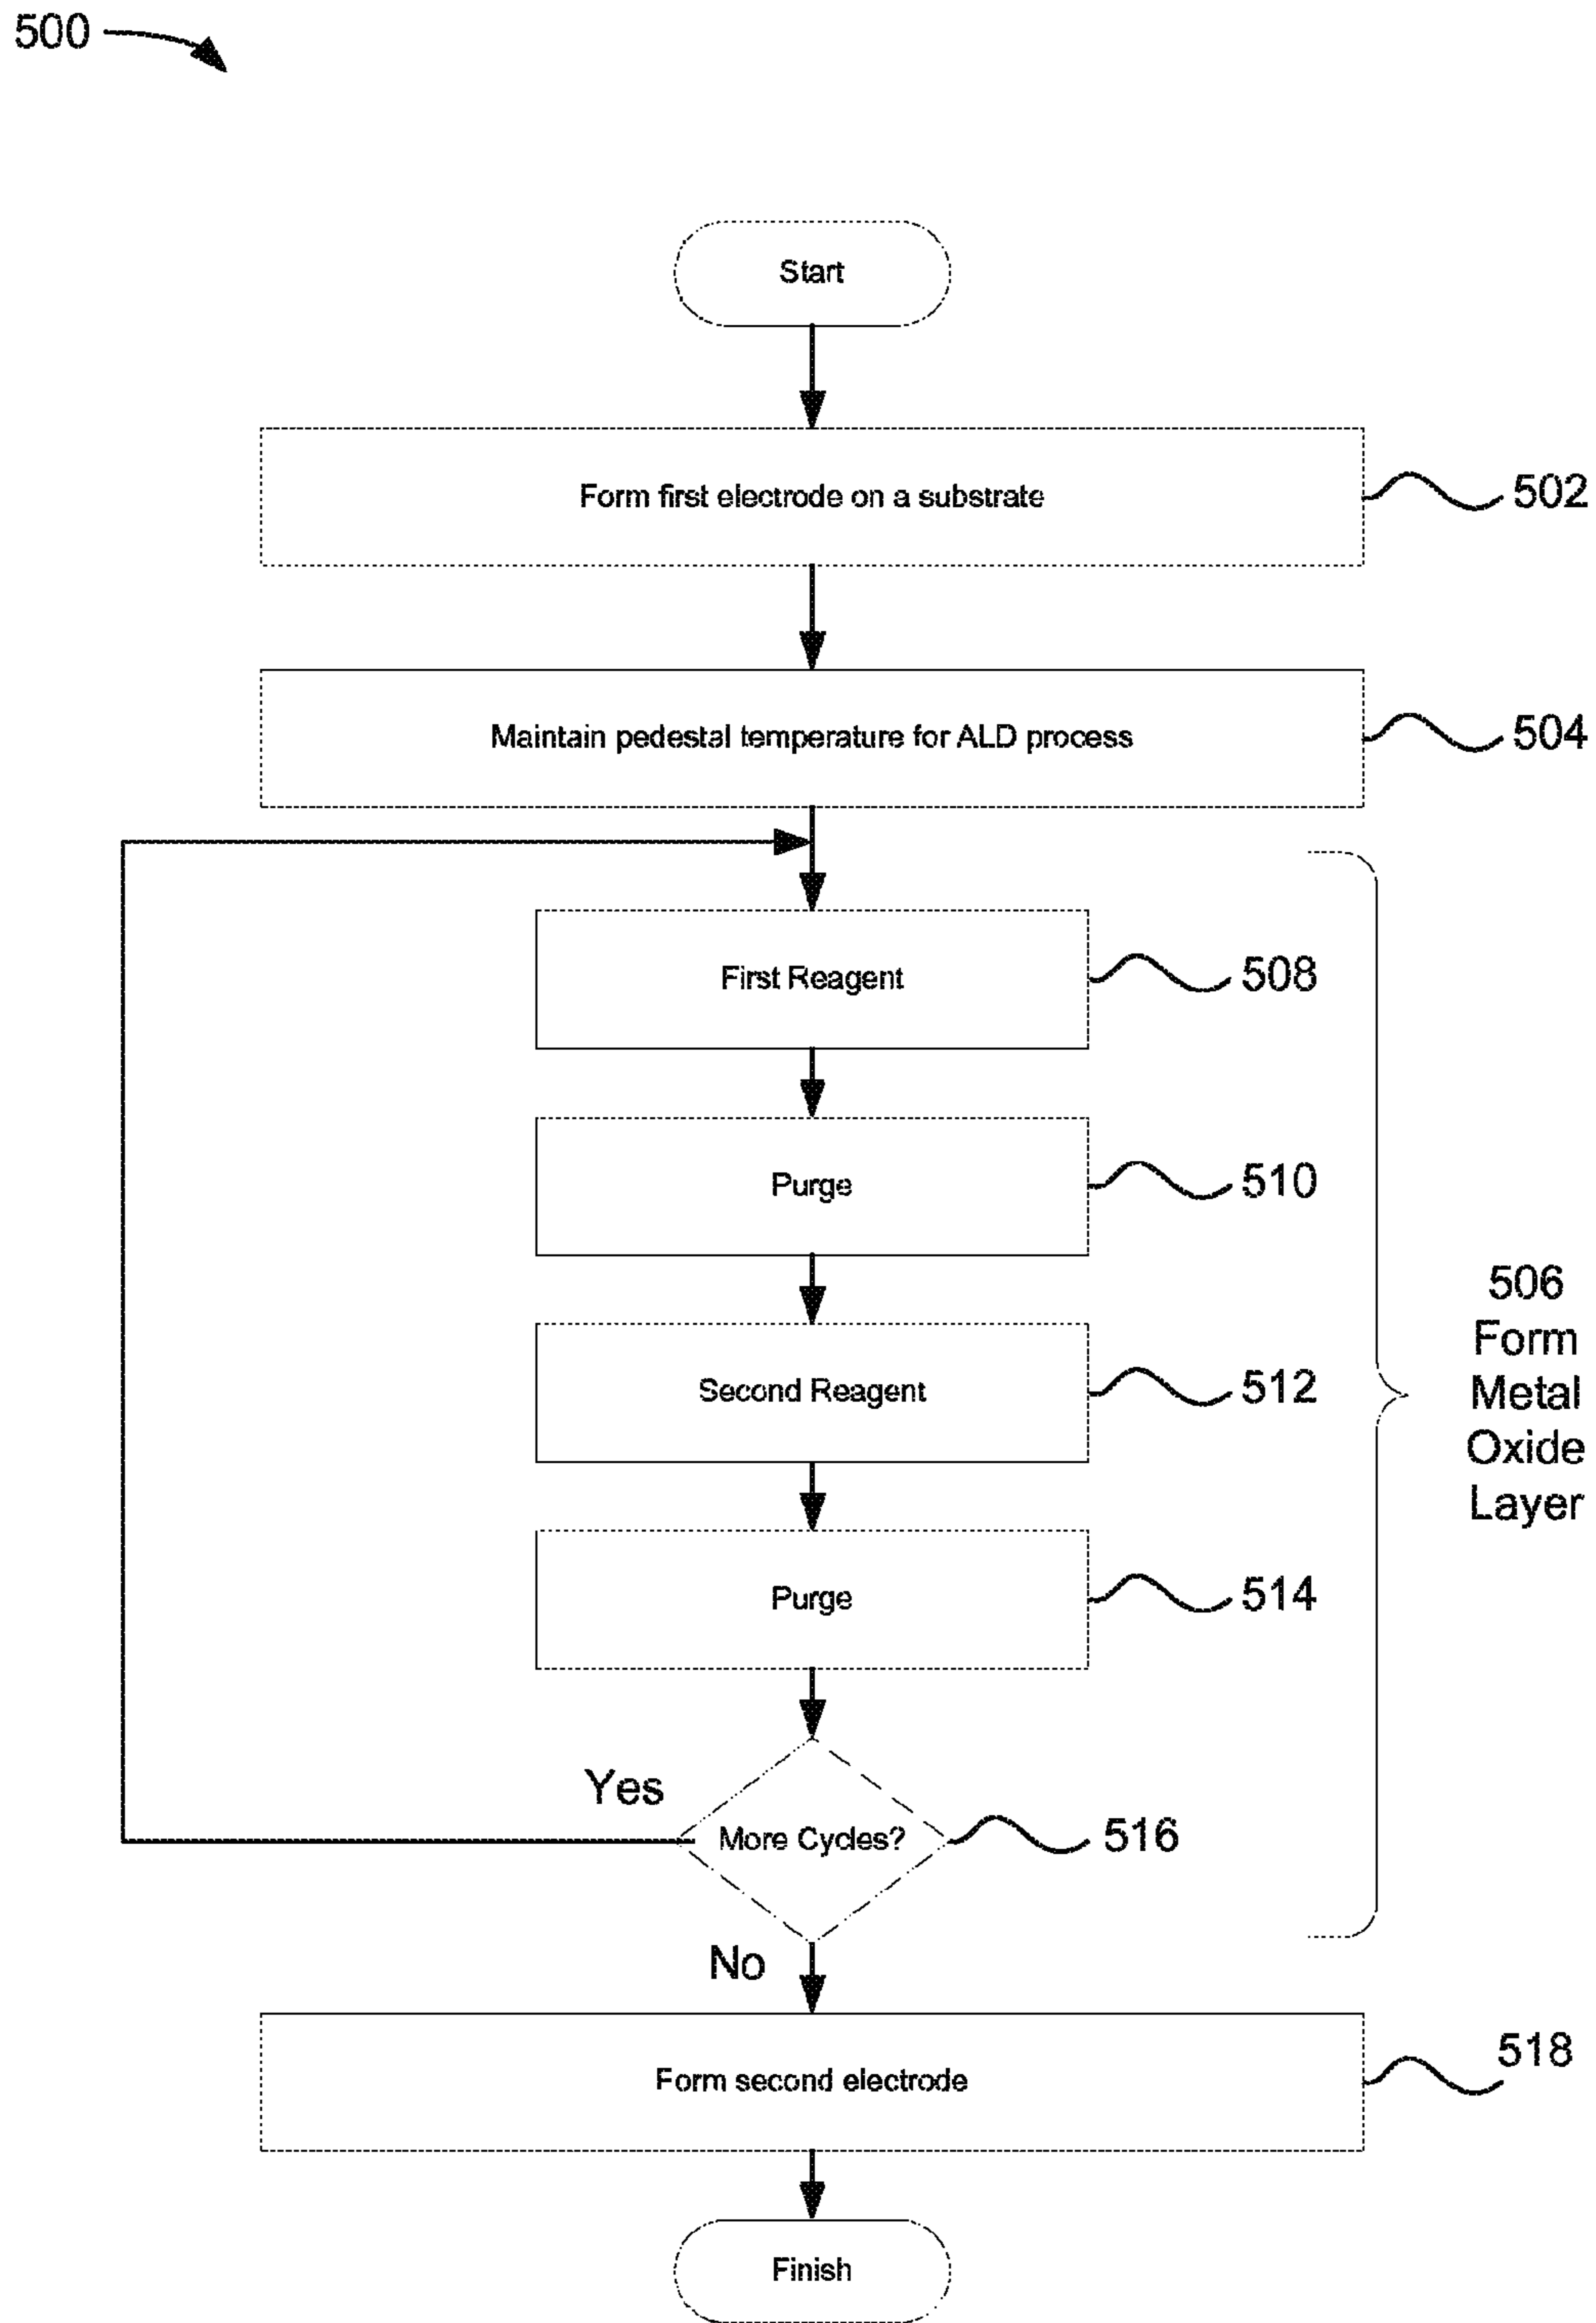 500
Start
Form first electrode on a substrate
502
Maintain pedestal temperature for ALD process
504
First Reagent
508
Purge
510
506
Form
Metal
Oxide
Layer
Second Reagent
512
Purge
514
Yes
More Cycles?
516
No
Form second electrode
518
Finish